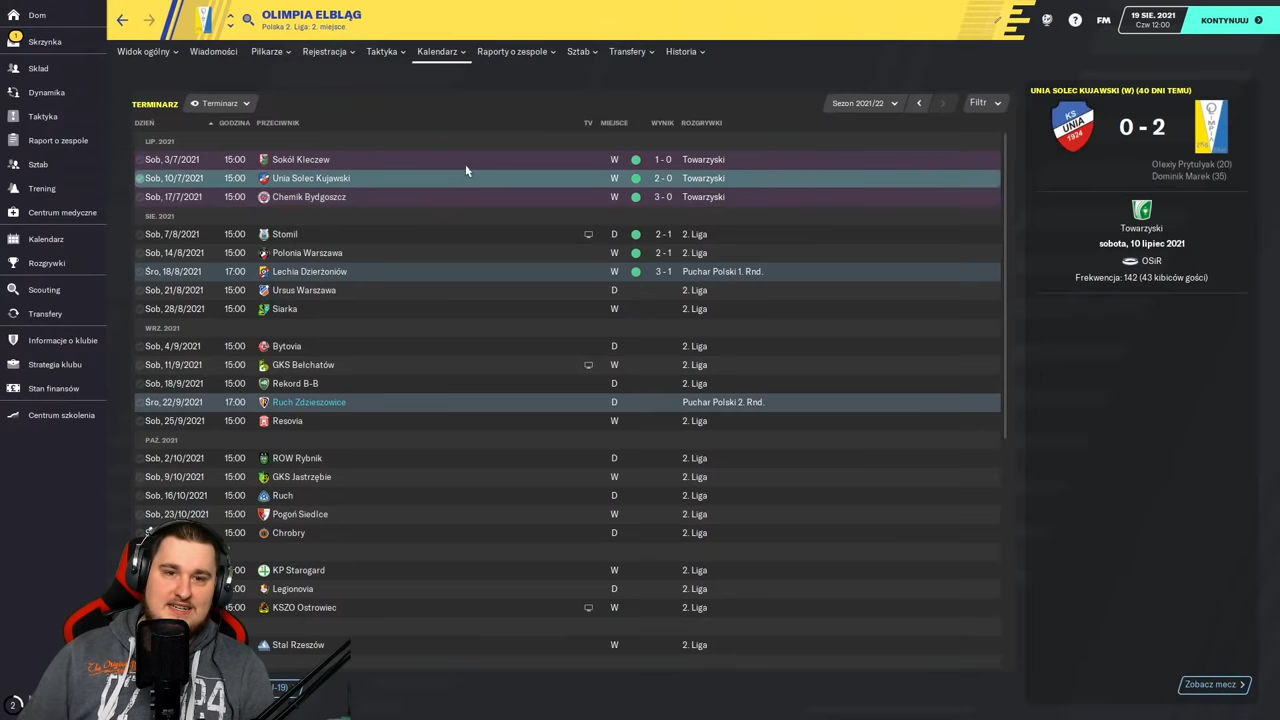 Dom
OLIMPIA ELBLĄG
Polska 2. Liga: 2. miejsce
FM
19 SIE. 2021
Czw 12:00
KONTYNUUJ
1
Skrzynka
Skład
Dynamika
Taktyka
Raport o zespole
Sztab
Trening
Centrum medyczne
Kalendarz
Rozgrywki
Scouting
Transfery
Informacje o klubie
Strategia klubu
Stan finansów
Centrum szkolenia
2
Widok ogólny Wiadomości Piłkarze Rejestracja Taktyka Kalendarz Raporty o zespole Sztab Transfery Historia
TERMINARZ Terminarz Sezon 2021/22 Filtr
DZIEŃ GODZINA PRZECIWNIK TV MIEJSCE WYNIK ROZGRYWKI
LIP. 2021
Sob, 3/7/2021 15:00 Sokół Kleczew W 1 - 0 Towarzyski
Sob, 10/7/2021 15:00 Unia Solec Kujawski W 2 - 0 Towarzyski
Sob, 17/7/2021 15:00 Chemik Bydgoszcz W 3 - 0 Towarzyski
SIE. 2021
Sob, 7/8/2021 15:00 Stomil D 2 - 1 2. Liga
Sob, 14/8/2021 15:00 Polonia Warszawa W 2 - 1 2. Liga
Śro, 18/8/2021 17:00 Lechia Dzierżoniów W 3 - 1 Puchar Polski 1. Rnd.
Sob, 21/8/2021 15:00 Ursus Warszawa D 2. Liga
Sob, 28/8/2021 15:00 Siarka W 2. Liga
WRZ. 2021
Sob, 4/9/2021 15:00 Bytovia D 2. Liga
Sob, 11/9/2021 15:00 GKS Bełchatów W 2. Liga
Sob, 18/9/2021 15:00 Rekord B-B D 2. Liga
Śro, 22/9/2021 17:00 Ruch Zdzieszowice D Puchar Polski 2. Rnd.
Sob, 25/9/2021 15:00 Resovia W 2. Liga
PAŹ. 2021
Sob, 2/10/2021 15:00 ROW Rybnik D 2. Liga
Sob, 9/10/2021 15:00 GKS Jastrzębie W 2. Liga
Sob, 16/10/2021 15:00 Ruch D 2. Liga
Sob, 23/10/2021 15:00 Pogoń Siedlce W 2. Liga
15:00 Chrobry D 2. Liga
:00 KP Starogard W 2. Liga
:00 Legionovia D 2. Liga
15:00 KSZO Ostrowiec W 2. Liga
Stal Rzeszów W 2. Liga
UNIA SOLEC KUJAWSKI (W) (40 DNI TEMU)
KS
UNIA
1924
0 - 2
OLIMPIA
Olexiy Prytulyak (20)
Dominik Marek (35)
Towarzyski
sobota, 10 lipiec 2021
OSiR
Frekwencja: 142 (43 kibiców gości)
Zobacz mecz